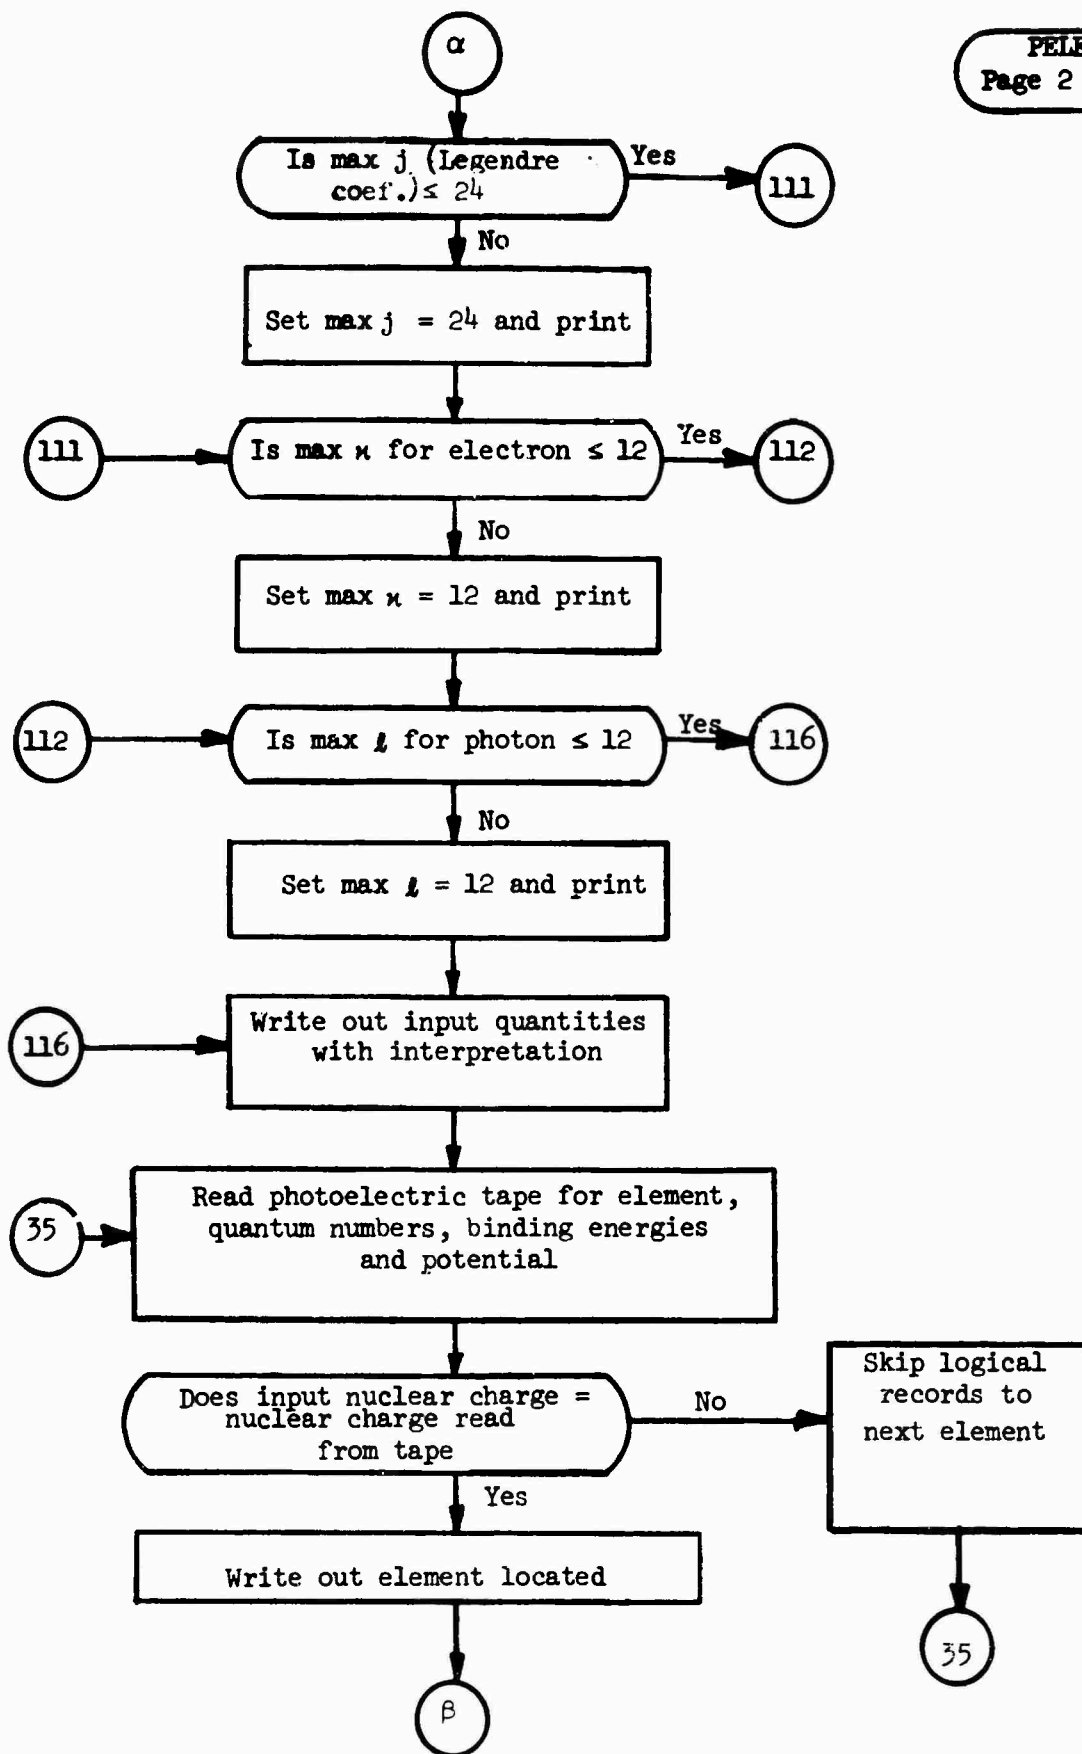 α
PELE
Page 2
Is max j (Legendre
coef.) ≤ 24
Yes
111
No
Set max j = 24 and print
111
Is max ϰ for electron ≤ 12
Yes
112
No
Set max ϰ = 12 and print
112
Is max ℓ for photon ≤ 12
Yes
116
No
Set max ℓ = 12 and print
116
Write out input quantities
with interpretation
35
Read photoelectric tape for element,
quantum numbers, binding energies
and potential
Does input nuclear charge =
nuclear charge read
from tape
No
Skip logical
records to
next element
Yes
Write out element located
35
β